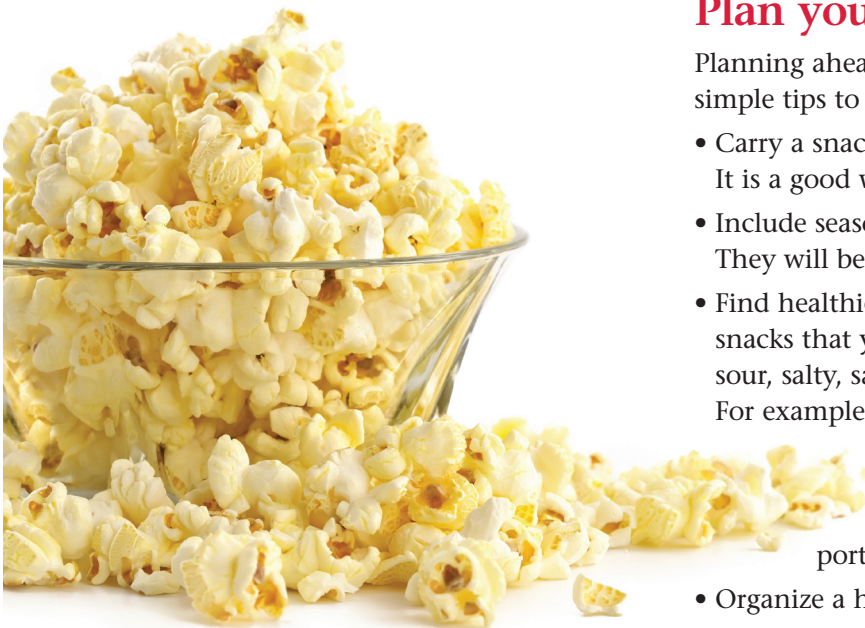 Plan you
Planning ahea
simple tips to
• Carry a snac
It is a good w
• Include seas
They will be
• Find healthi
snacks that y
sour, salty, sa
For example
port
• Organize a h